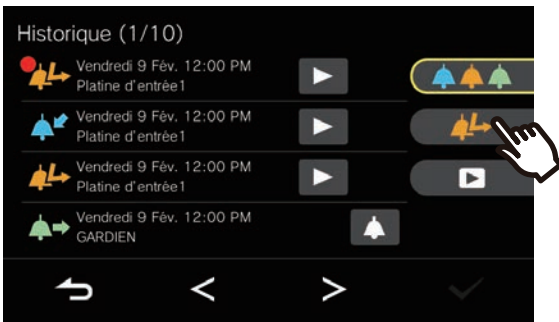 Historique (1/10)
Vendredi 9 Fév. 12:00 PM
Platine d'entrée1
Vendredi 9 Fév. 12:00 PM
Platine d'entrée1
Vendredi 9 Fév. 12:00 PM
Platine d'entrée1
Vendredi 9 Fév. 12:00 PM
GARDIEN